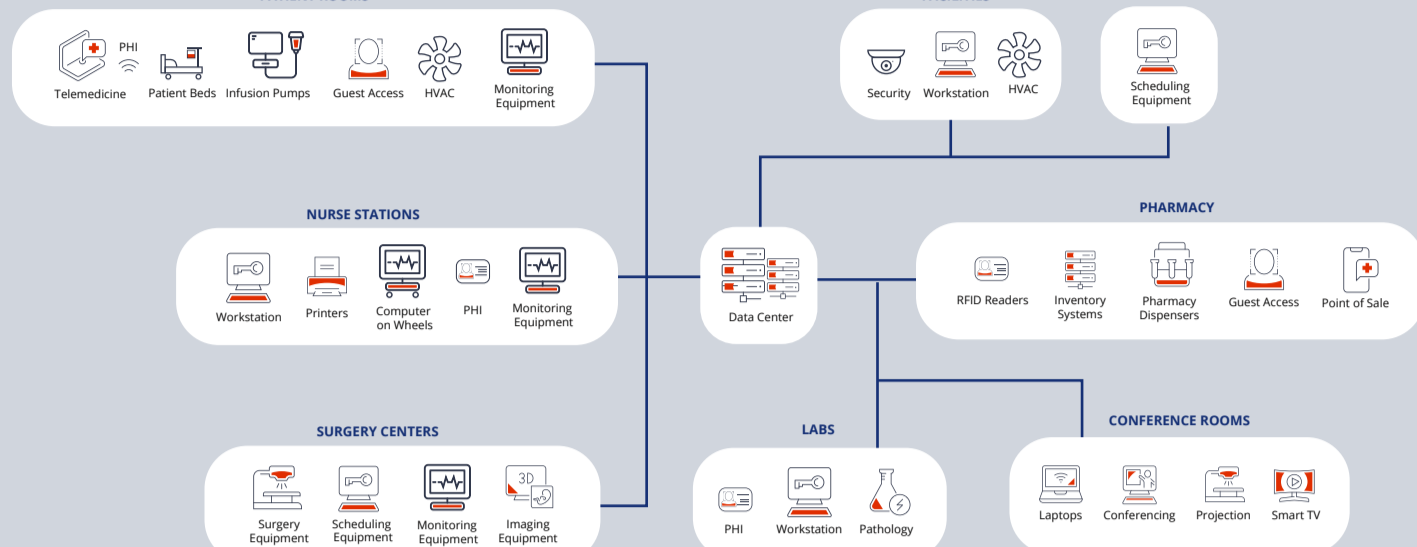 PHI
Telemedicine
Patient Beds
Infusion Pumps
Guest Access
HVAC
Monitoring
Equipment
Security
Workstation
HVAC
Scheduling
Equipment
NURSE STATIONS
Workstation
Printers
Computer
on Wheels
PHI
Monitoring
Equipment
Data Center
PHARMACY
RFID Readers
Inventory
Systems
Pharmacy
Dispensers
Guest Access
Point of Sale
SURGERY CENTERS
Surgery
Equipment
Scheduling
Equipment
Monitoring
Equipment
3D
Imaging
Equipment
LABS
PHI
Workstation
Pathology
CONFERENCE ROOMS
Laptops
Conferencing
Projection
Smart TV